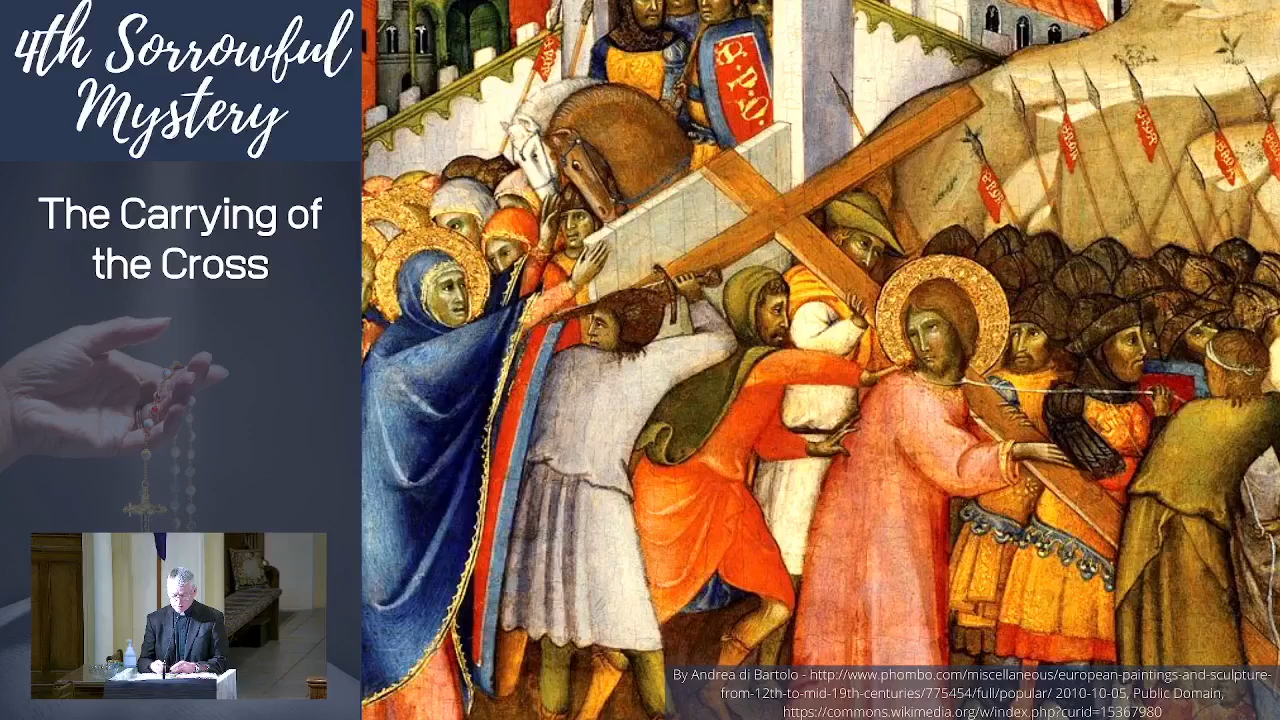 4th Sorrowful
Mystery
The Carrying of
the Cross
S.P.Q.
By Andrea di Bartolo - http://www.phombo.com/miscellaneous/european-paintings-and-sculpture-
from-12th-to-mid-19th-centuries/775454/full/popular/ 2010-10-05, Public Domain,
https://commons.wikimedia.org/w/index.php?curid=15367980